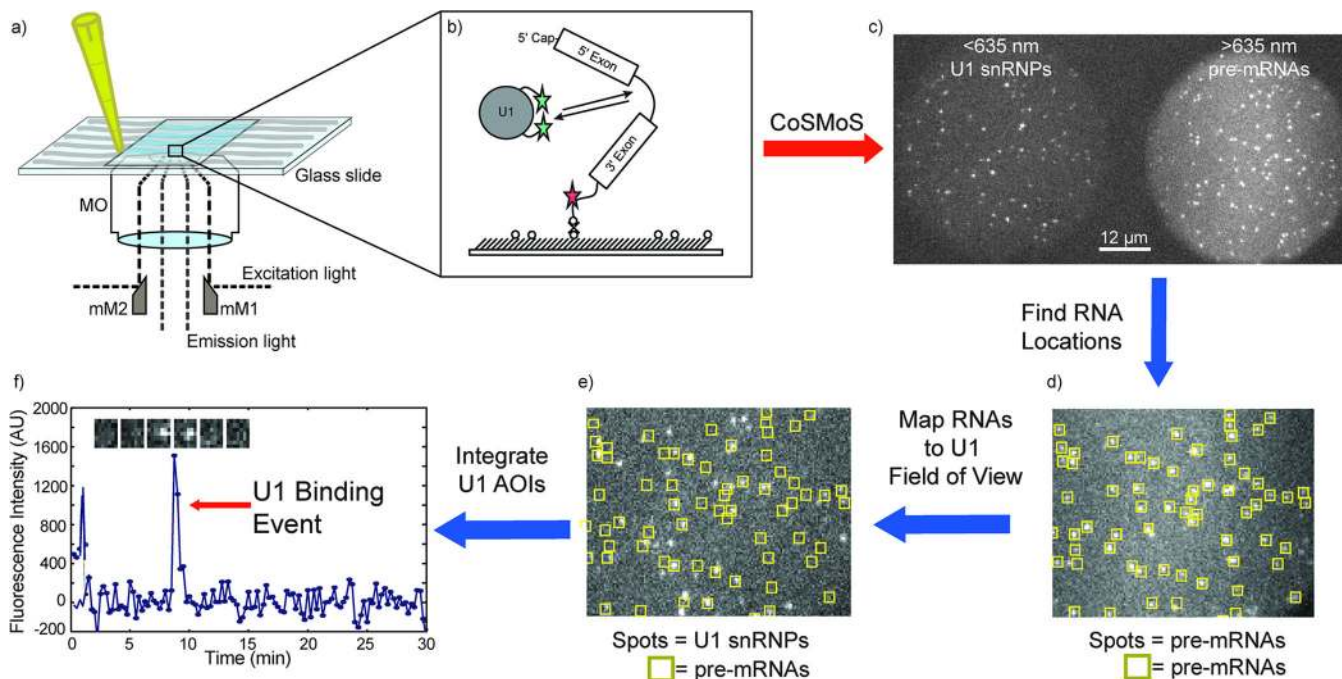 a)
Glass slide
MO
Excitation light
mM2
mM1
Emission light
b)
5' Cap
5' Exon
U1
3' Exon
CoSMoS
c)
<635 nm
U1 snRNPs
>635 nm
pre-mRNAs
12 µm
Find RNA
Locations
d)
Spots = pre-mRNAs
= pre-mRNAs
Map RNAs
to U1
Field of View
e)
Spots = U1 snRNPs
= pre-mRNAs
Integrate
U1 AOIs
f)
Fluorescence Intensity (AU)
2000
1600
1200
800
400
0
-200
U1 Binding
Event
0 5 10 15 20 25 30
Time (min)